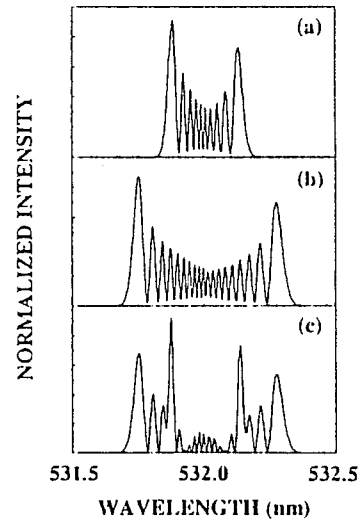 (a)
(b)
(c)
NORMALIZED INTENSITY
531.5 532.0 532.5
WAVELENGTH (nm)